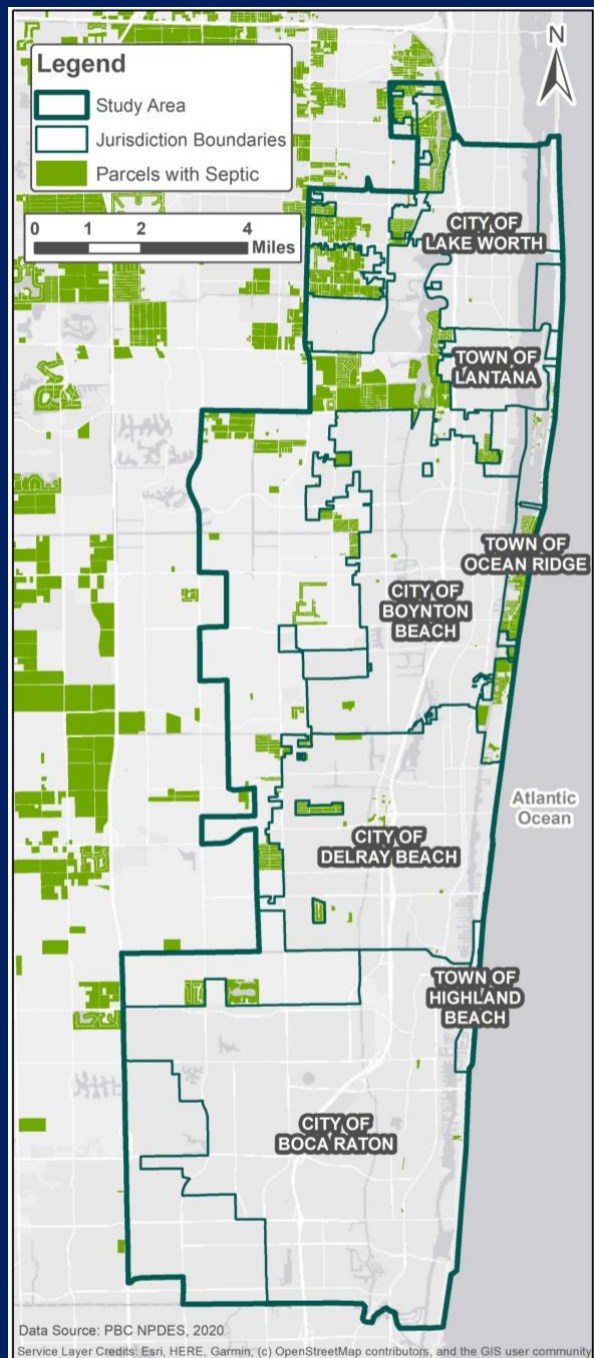 Legend
Study Area
Jurisdiction Boundaries
Parcels with Septic
0 1 2 4
Miles
N
CITY OF
LAKE WORTH
TOWN OF
LANTANA
TOWN OF
OCEAN RIDGE
CITY OF
BOYNTON
BEACH
Atlantic
Ocean
CITY OF
DELRAY BEACH
TOWN OF
HIGHLAND
BEACH
CITY OF
BOCA RATON
Data Source: PBC NPDES, 2020
Service Layer Credits: Esri, HERE, Garmin, (c) OpenStreetMap contributors, and the GIS user community